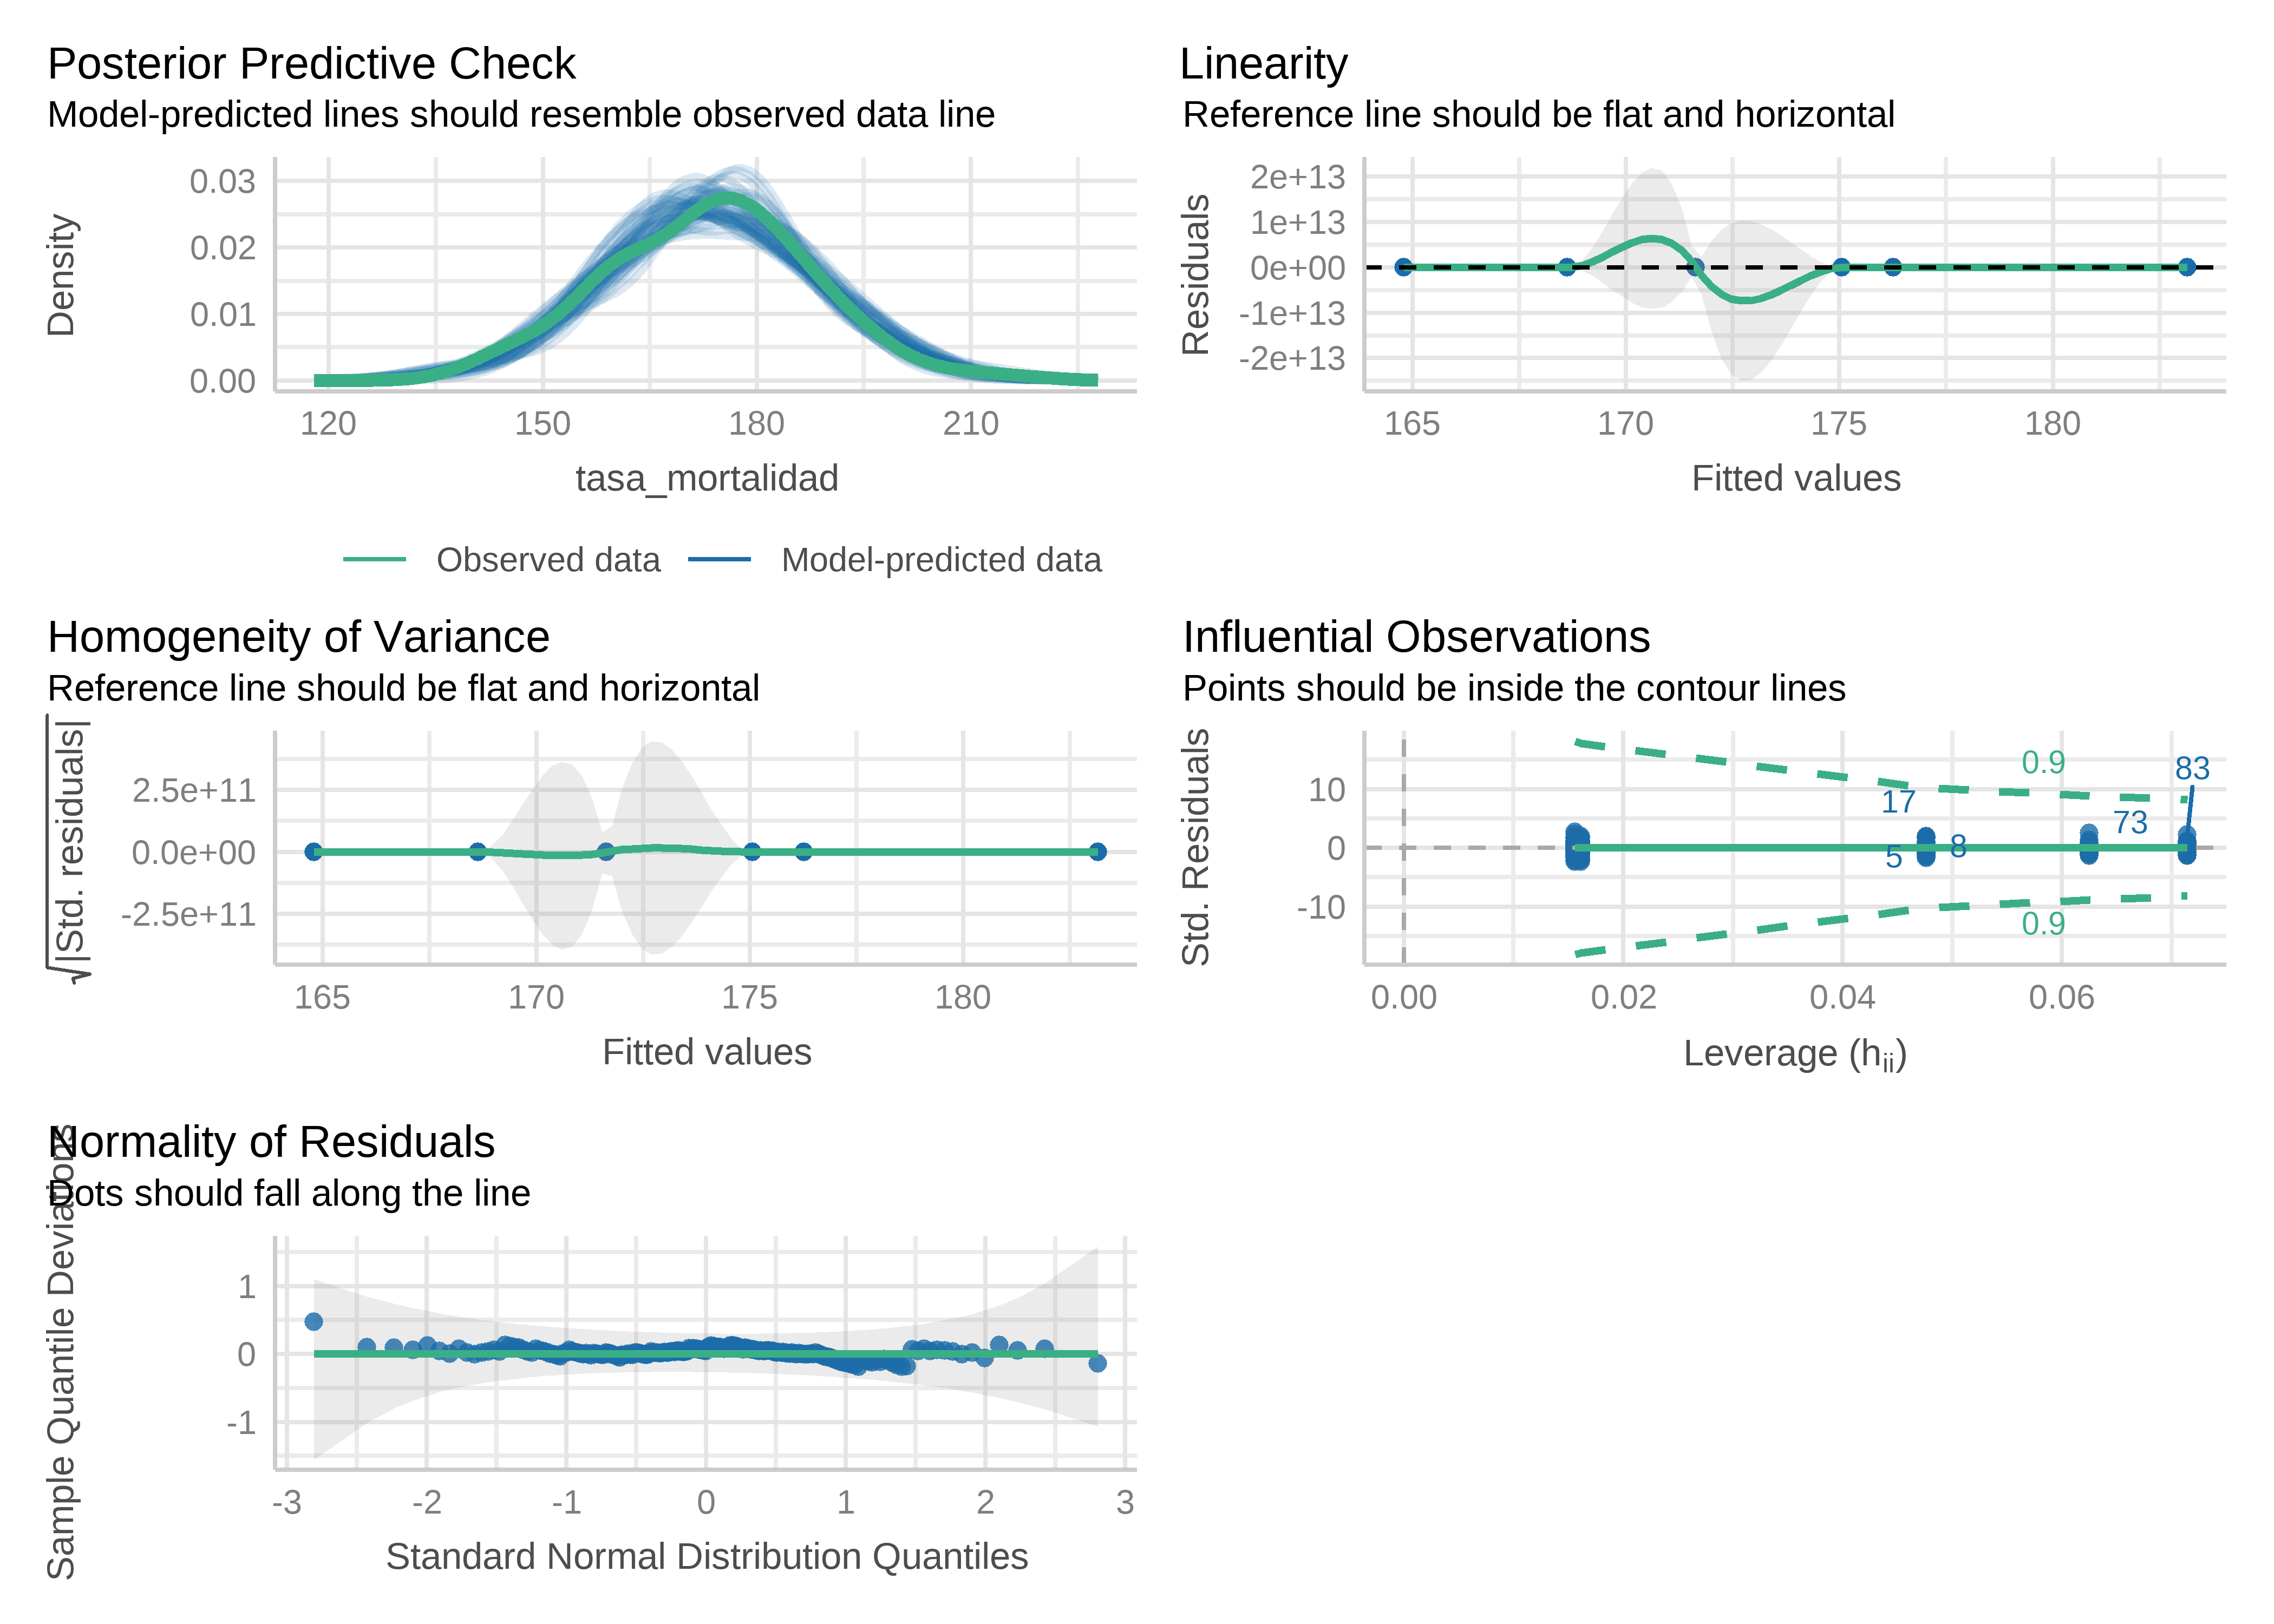 Posterior Predictive Check
Model-predicted lines should resemble observed data line
Density
0.03
0.02
0.01
0.00
120 150 180 210
tasa_mortalidad
Observed data Model-predicted data
Linearity
Reference line should be flat and horizontal
Residuals
2e+13
1e+13
0e+00
-1e+13
-2e+13
165 170 175 180
Fitted values
Homogeneity of Variance
Reference line should be flat and horizontal
√|Std. residuals|
2.5e+11
0.0e+00
-2.5e+11
165 170 175 180
Fitted values
Influential Observations
Points should be inside the contour lines
Std. Residuals
10
0
-10
0.9
83
17
73
5
8
0.9
0.00 0.02 0.04 0.06
Leverage (hii)
Normality of Residuals
Dots should fall along the line
Sample Quantile Deviations
1
0
-1
-3 -2 -1 0 1 2 3
Standard Normal Distribution Quantiles